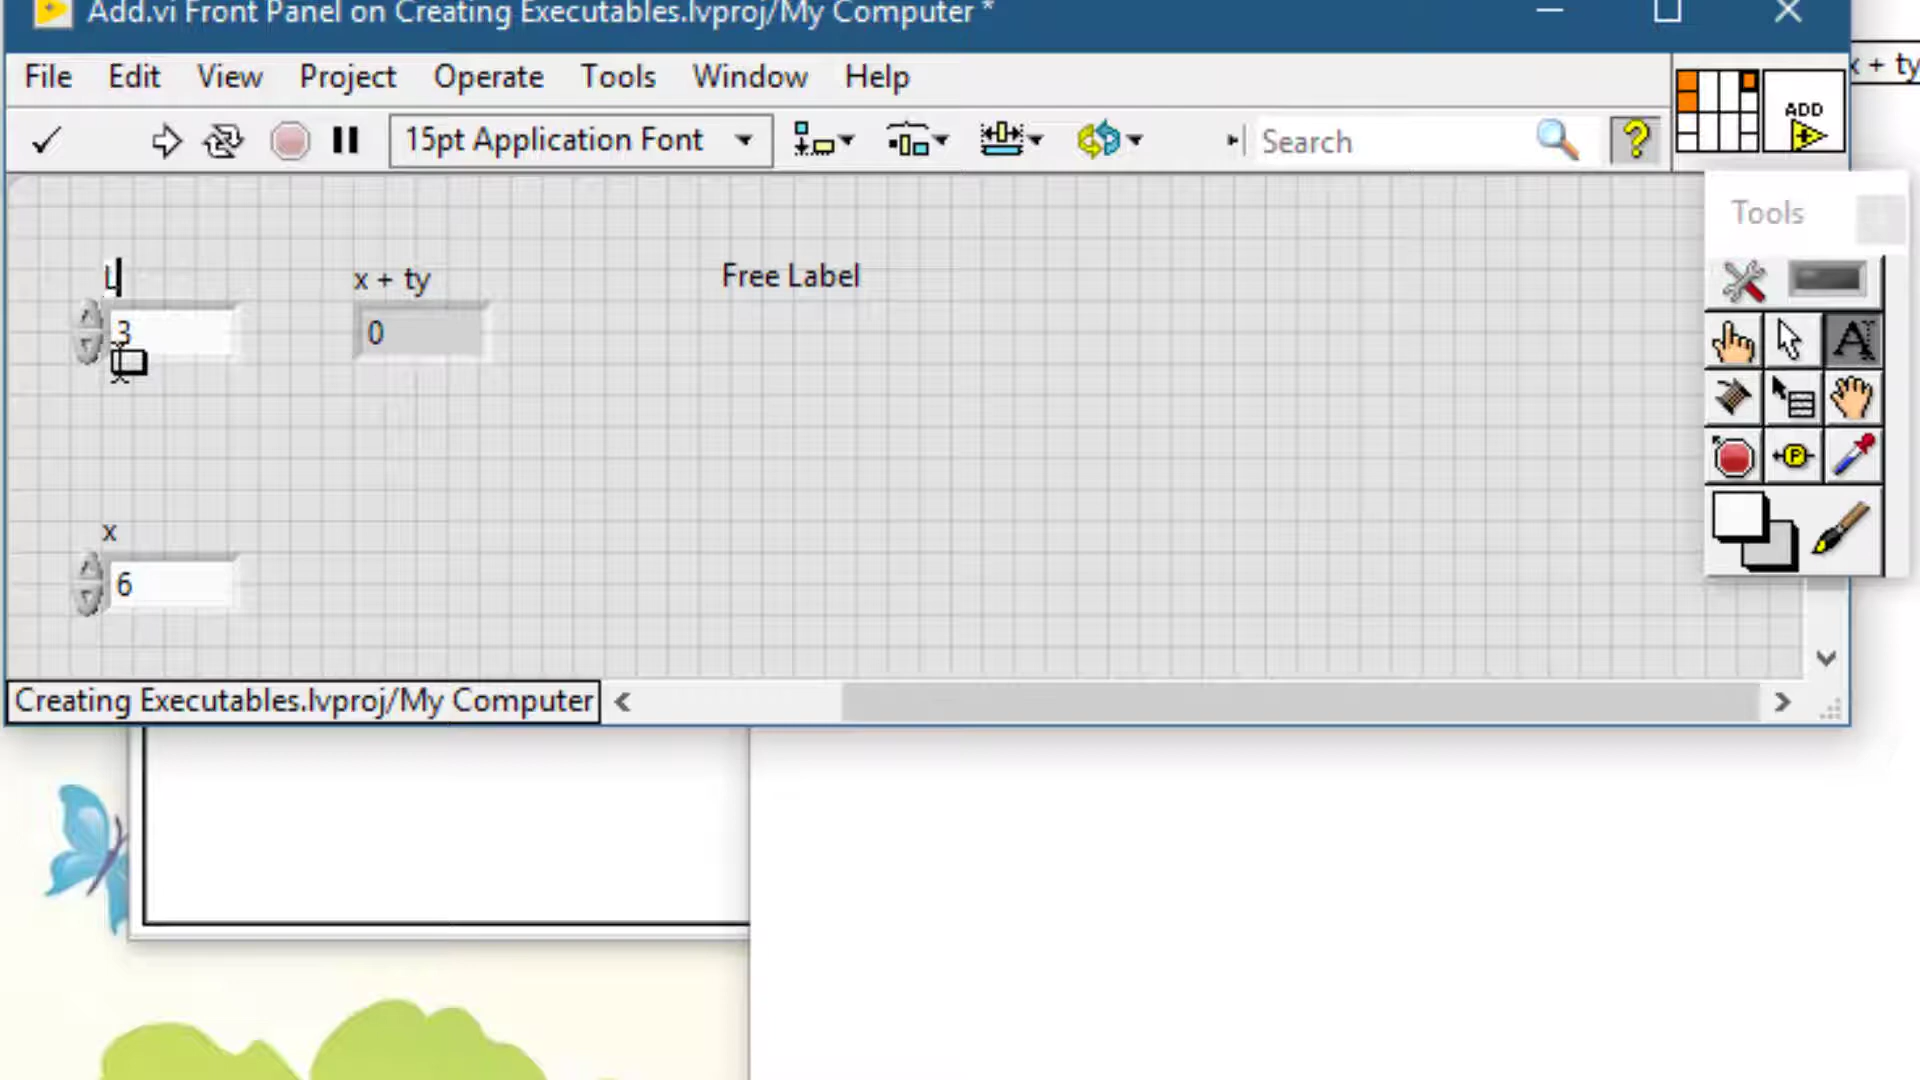 Add.vi Front Panel on Creating Executables.lvproj/My Computer *
File Edit View Project Operate Tools Window Help
x + ty
15pt Application Font
Search
?
ADD
Tools
L
x + ty
Free Label
3
0
A
P
x
6
Creating Executables.lvproj/My Computer